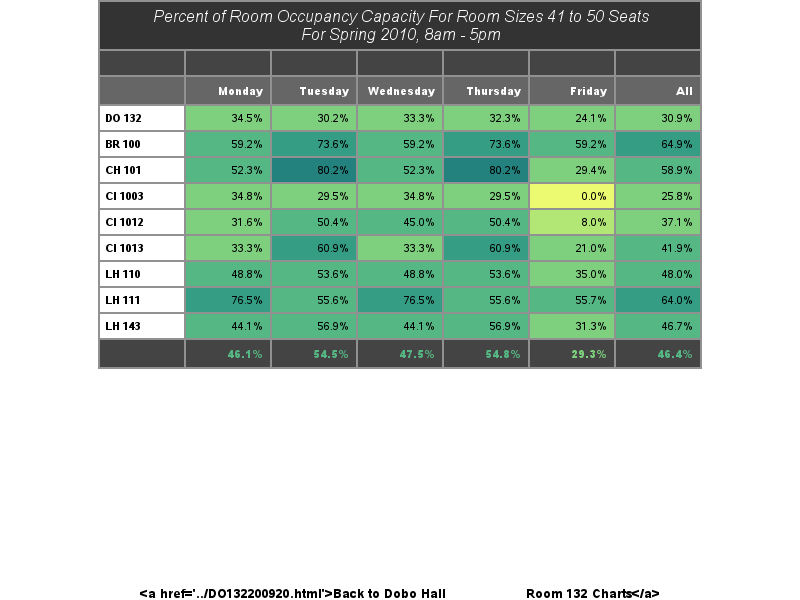 Percent of Room Occupancy Capacity For Room Sizes 41 to 50 Seats
For Spring 2010, 8am - 5pm
Monday Tuesday Wednesday Thursday Friday All
DO 132 34.5% 30.2% 33.3% 32.3% 24.1% 30.9%
BR 100 59.2% 73.6% 59.2% 73.6% 59.2% 64.9%
CH 101 52.3% 80.2% 52.3% 80.2% 29.4% 58.9%
CI 1003 34.8% 29.5% 34.8% 29.5% 0.0% 25.8%
CI 1012 31.6% 50.4% 45.0% 50.4% 8.0% 37.1%
CI 1013 33.3% 60.9% 33.3% 60.9% 21.0% 41.9%
LH 110 48.8% 53.6% 48.8% 53.6% 35.0% 48.0%
LH 111 76.5% 55.6% 76.5% 55.6% 55.7% 64.0%
LH 143 44.1% 56.9% 44.1% 56.9% 31.3% 46.7%
46.1% 54.5% 47.5% 54.8% 29.3% 46.4%
<a href='../DO132200920.html'>Back to Dobo Hall Room 132 Charts</a>